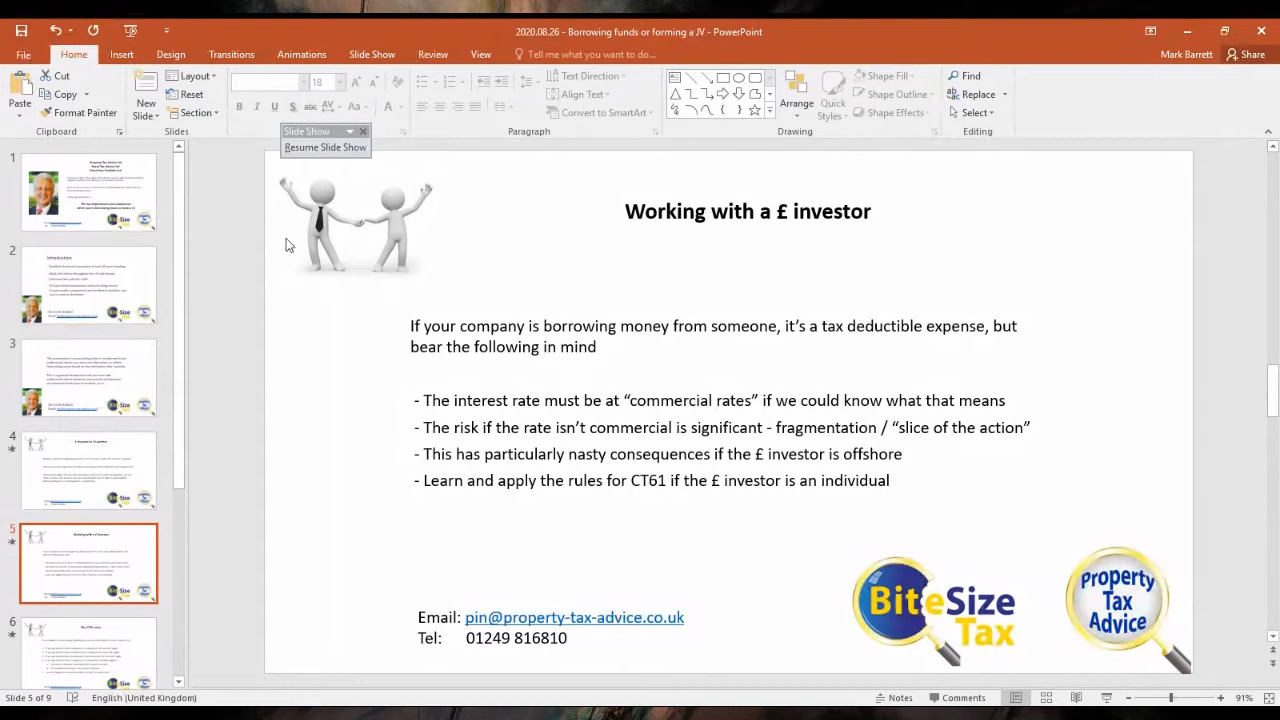 2020.08.26 - Borrowing funds or forming a JV - PowerPoint
File Home Insert Design Transitions Animations Slide Show Review View Tell me what you want to do... Mark Barrett Share
Paste
Cut
Copy
Format Painter
Clipboard
New Slide
Layout
Reset
Section
Slides
18
Paragraph
Text Direction
Align Text
Convert to SmartArt
Arrange
Quick Styles
Shape Fill
Shape Outline
Shape Effects
Drawing
Find
Replace
Select
Editing
Slide Show
Resume Slide Show
1
2
3
4
5
6
Working with a £ investor
If your company is borrowing money from someone, it’s a tax deductible expense, but
bear the following in mind
- The interest rate must be at “commercial rates” if we could know what that means
- The risk if the rate isn’t commercial is significant - fragmentation / “slice of the action”
- This has particularly nasty consequences if the £ investor is offshore
- Learn and apply the rules for CT61 if the £ investor is an individual
Email: pin@property-tax-advice.co.uk
Tel: 01249 816810
BiteSize
Tax
Property
Tax
Advice
Slide 5 of 9 English (United Kingdom) Notes Comments 91%